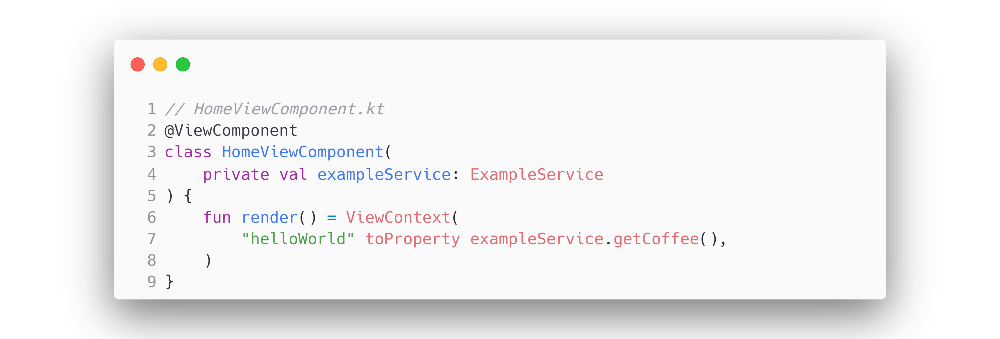 1 // HomeViewComponent.kt
2 @ViewComponent
3 class HomeViewComponent(
4     private val exampleService: ExampleService
5 ) {
6     fun render() = ViewContext(
7         "helloWorld" toProperty exampleService.getCoffee(),
8     )
9 }